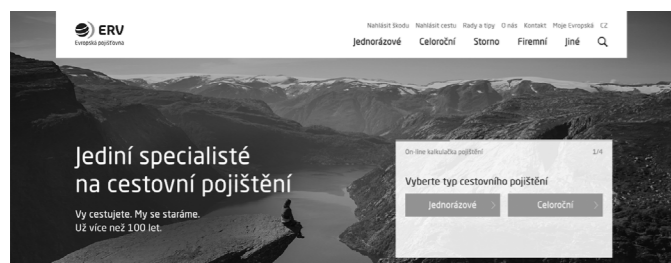 ERV
Evropská pojišťovna
Nahlásit škodu Nahlásit cestu Rady a tipy O nás Kontakt Moje Evropská CZ
Jednorázové Celoroční Storno Firemní Jiné
Jediní specialisté
na cestovní pojištění
Vy cestujete. My se staráme.
Už více než 100 let.
On-line kalkulačka pojištění 1/4
Vyberte typ cestovního pojištění
Jednorázové Celoroční